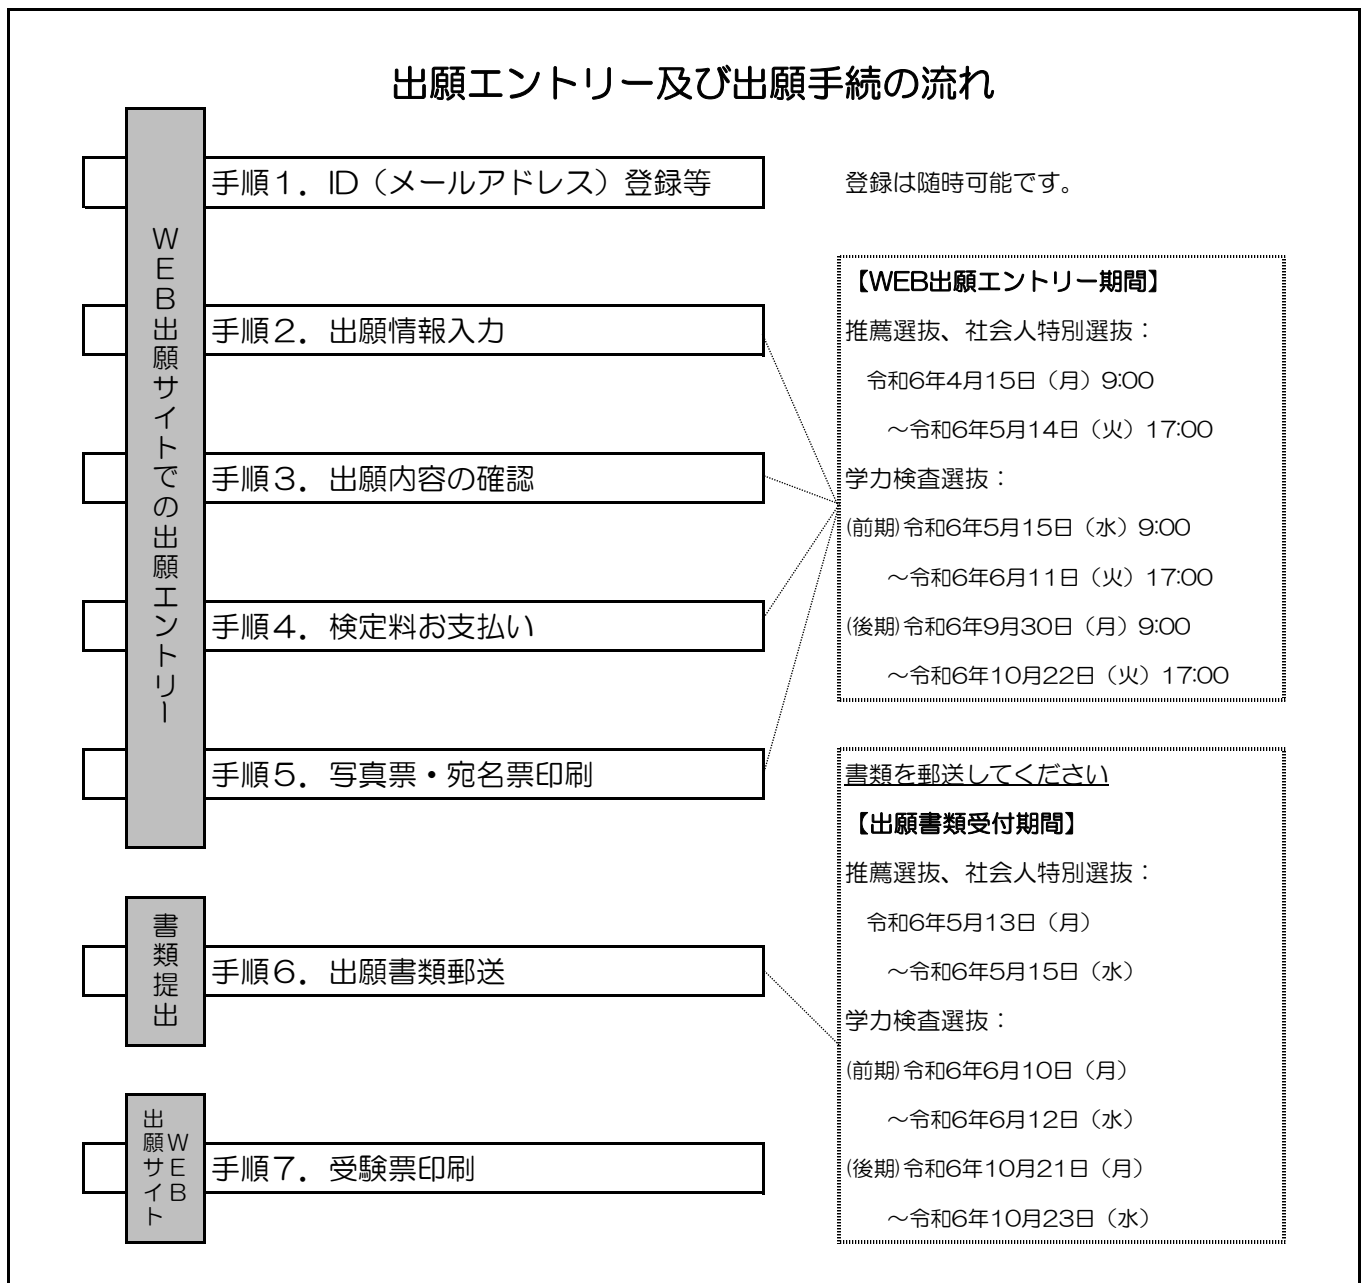 出願エントリー及び出願手続の流れ
WEB出願サイトでの出願エントリー
手順１．ID（メールアドレス）登録等
登録は随時可能です。
手順２．出願情報入力
手順３．出願内容の確認
手順４．検定料お支払い
手順５．写真票・宛名票印刷
【WEB出願エントリー期間】
推薦選抜、社会人特別選抜：
令和6年4月15日（月）9:00
～令和6年5月14日（火）17:00
学力検査選抜：
(前期)令和6年5月15日（水）9:00
～令和6年6月11日（火）17:00
(後期)令和6年9月30日（月）9:00
～令和6年10月22日（火）17:00
書類提出
手順６．出願書類郵送
書類を郵送してください
【出願書類受付期間】
推薦選抜、社会人特別選抜：
令和6年5月13日（月）
～令和6年5月15日（水）
学力検査選抜：
(前期)令和6年6月10日（月）
～令和6年6月12日（水）
(後期)令和6年10月21日（月）
～令和6年10月23日（水）
WEB
出願サイト
手順７．受験票印刷